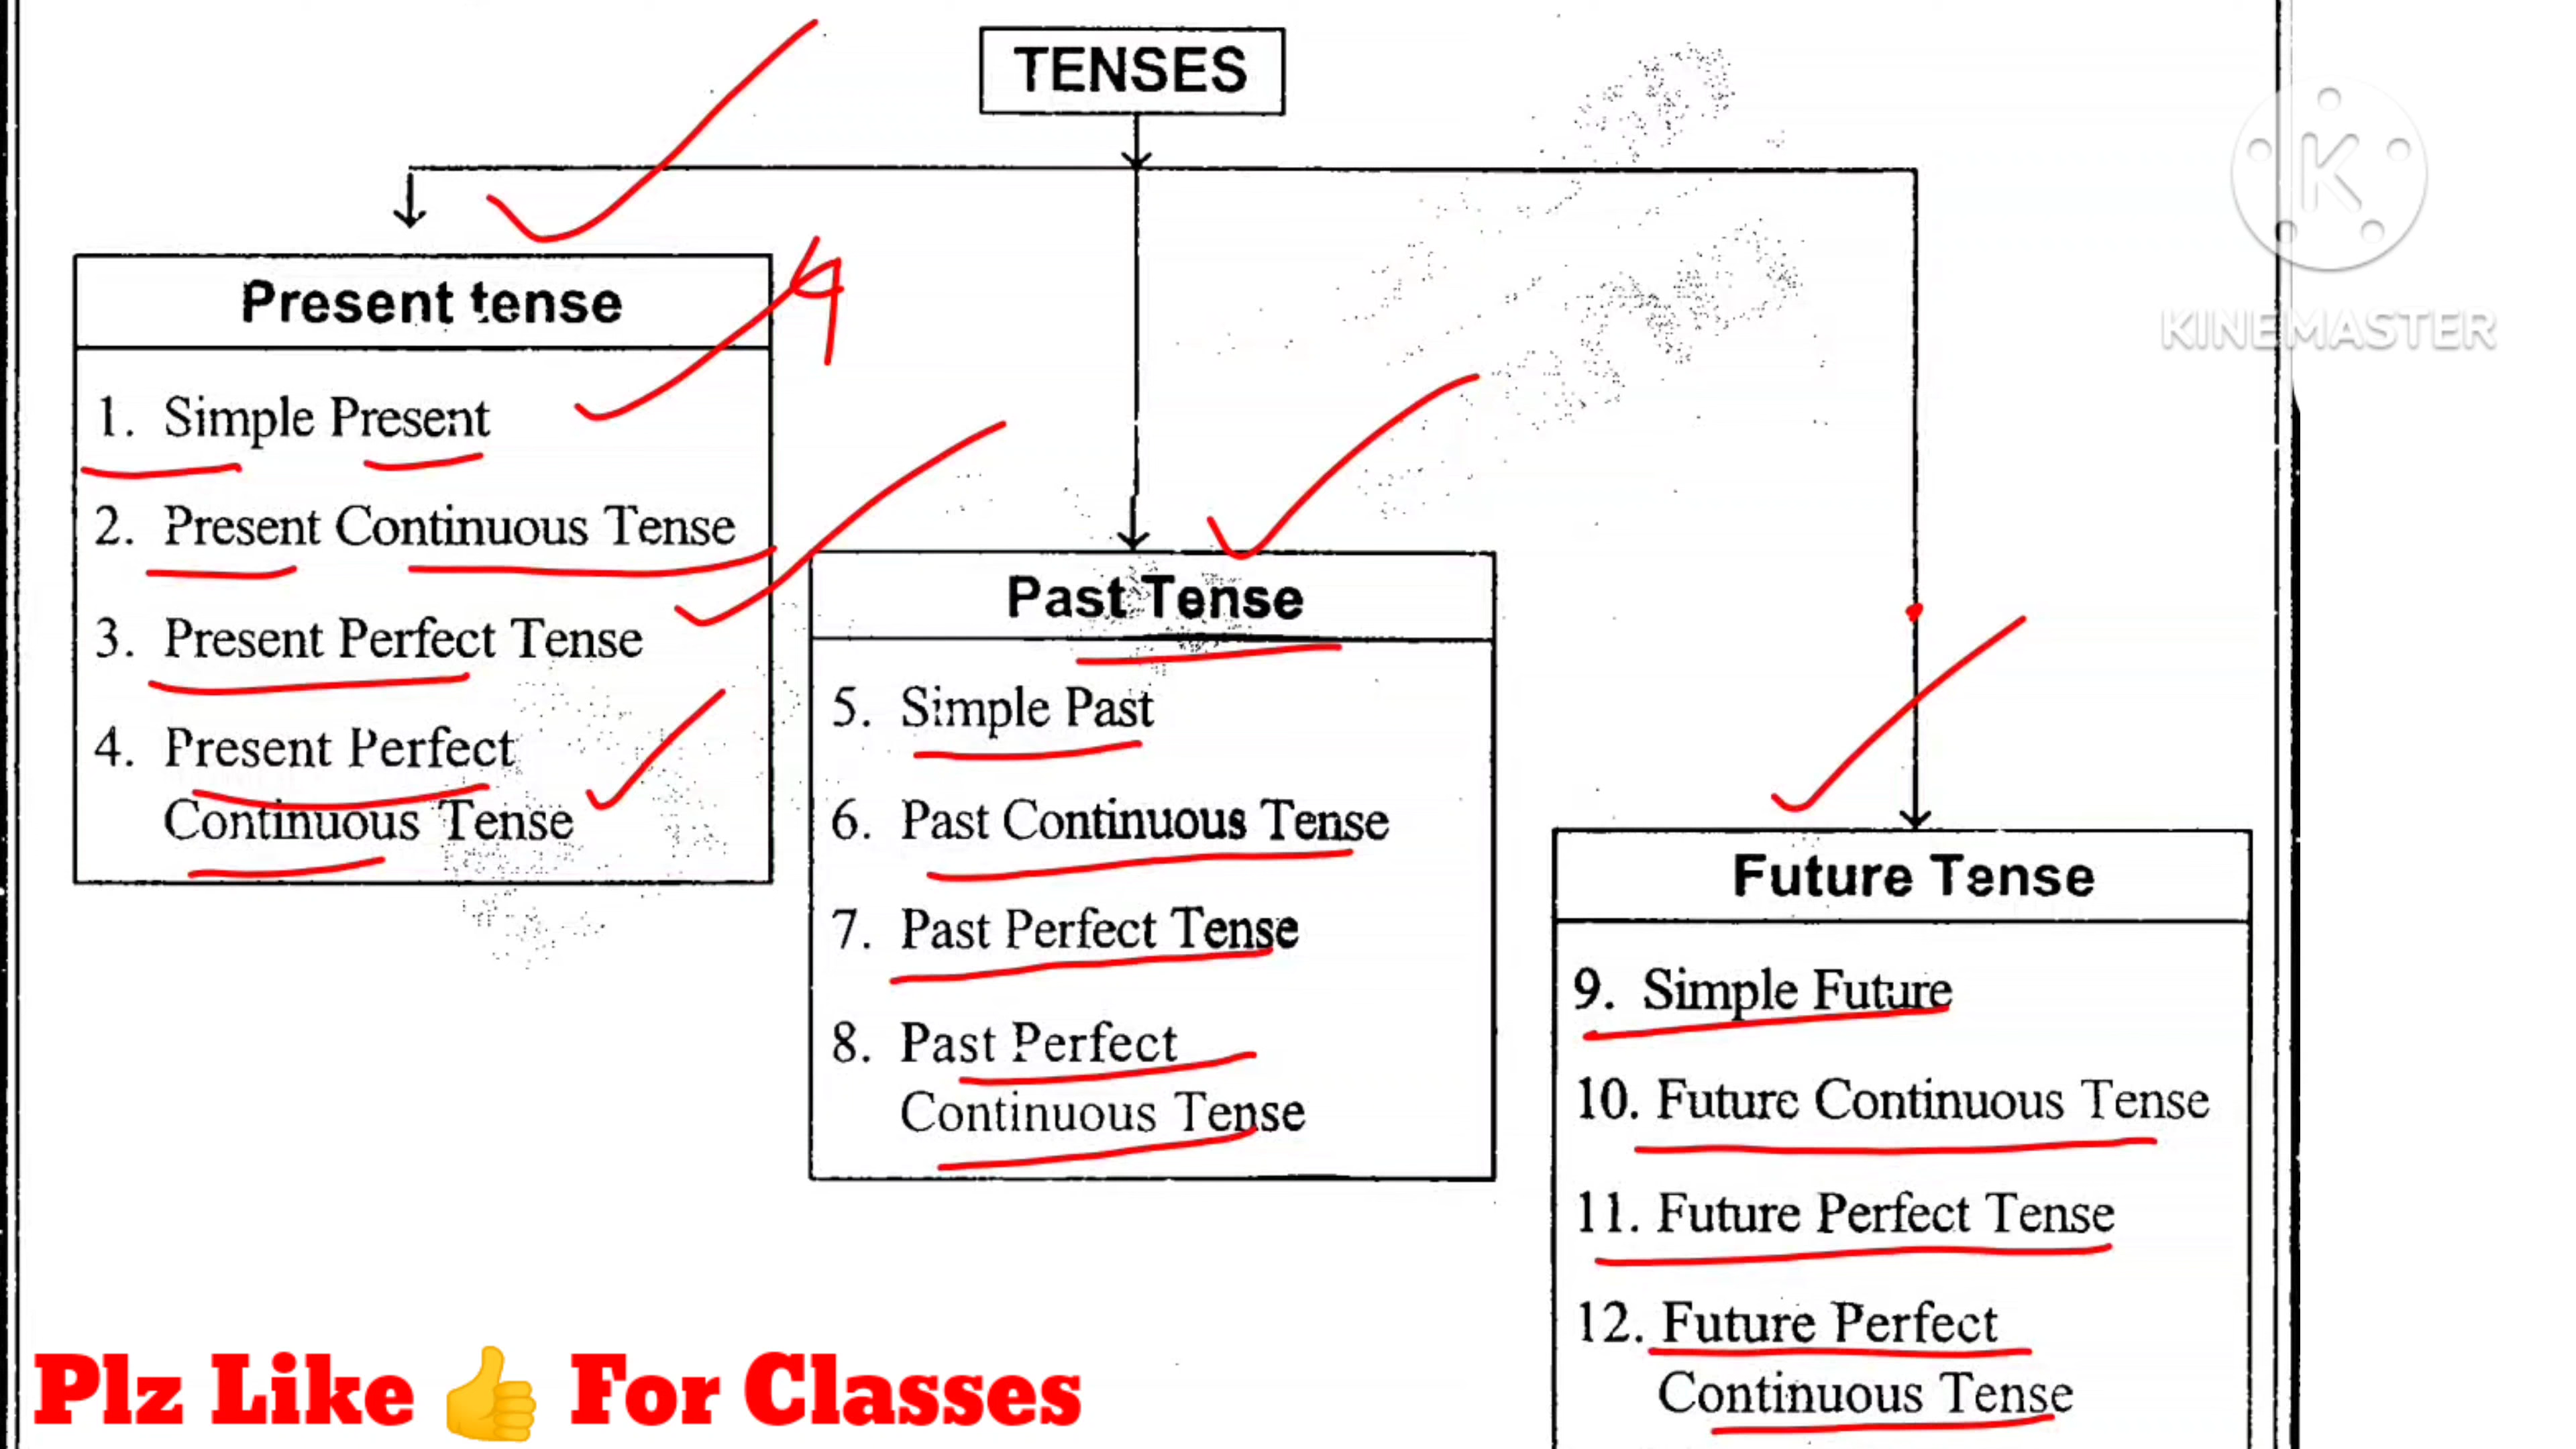 TENSES
Present tense
1. Simple Present
2. Present Continuous Tense
3. Present Perfect Tense
4. Present Perfect
Continuous Tense
4
Past Tense
5. Simple Past
6. Past Continuous Tense
7. Past Perfect Tense
8. Past Perfect
Continuous Tense
Future Tense
9. Simple Future
10. Future Continuous Tense
11. Future Perfect Tense
12. Future Perfect
Continuous Tense
K
KINEMASTER
Plz Like 👍 For Classes